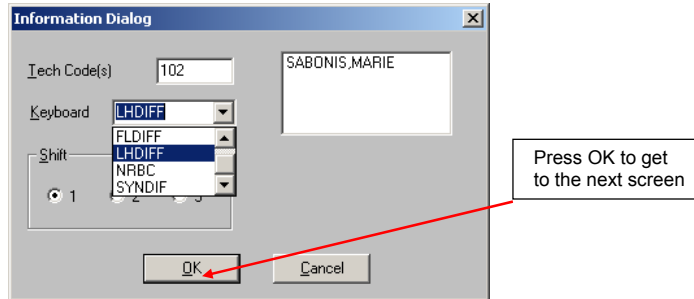 Information Dialog
Tech Code(s) 102
SABONIS,MARIE
Keyboard LHDIFF
FLDIFF
LHDIFF
NRBC
SYNDIF
Shift
1 2 3
OK Cancel
Press OK to get
to the next screen